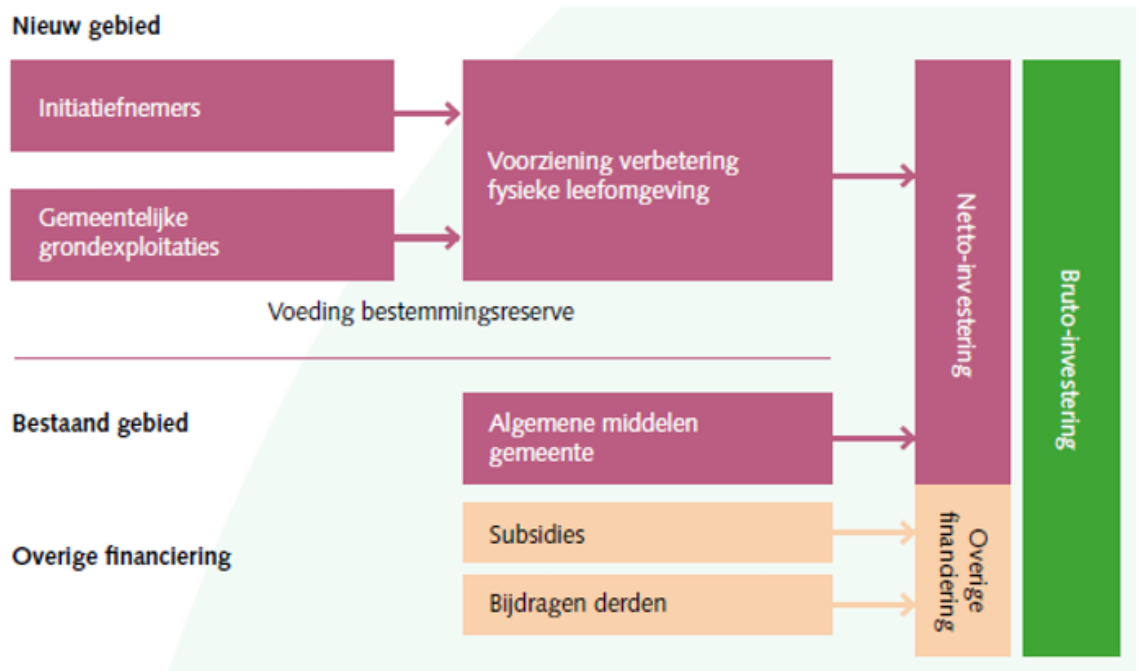 Nieuw gebied
Initiatiefnemers
Gemeentelijke
grondexploitaties
Voorziening verbetering
fysieke leefomgeving
Voeding bestemmingsreserve
Bestaand gebied
Algemene middelen
gemeente
Overige financiering
Subsidies
Bijdragen derden
Netto-investering
Overige
financiering
Bruto-investering